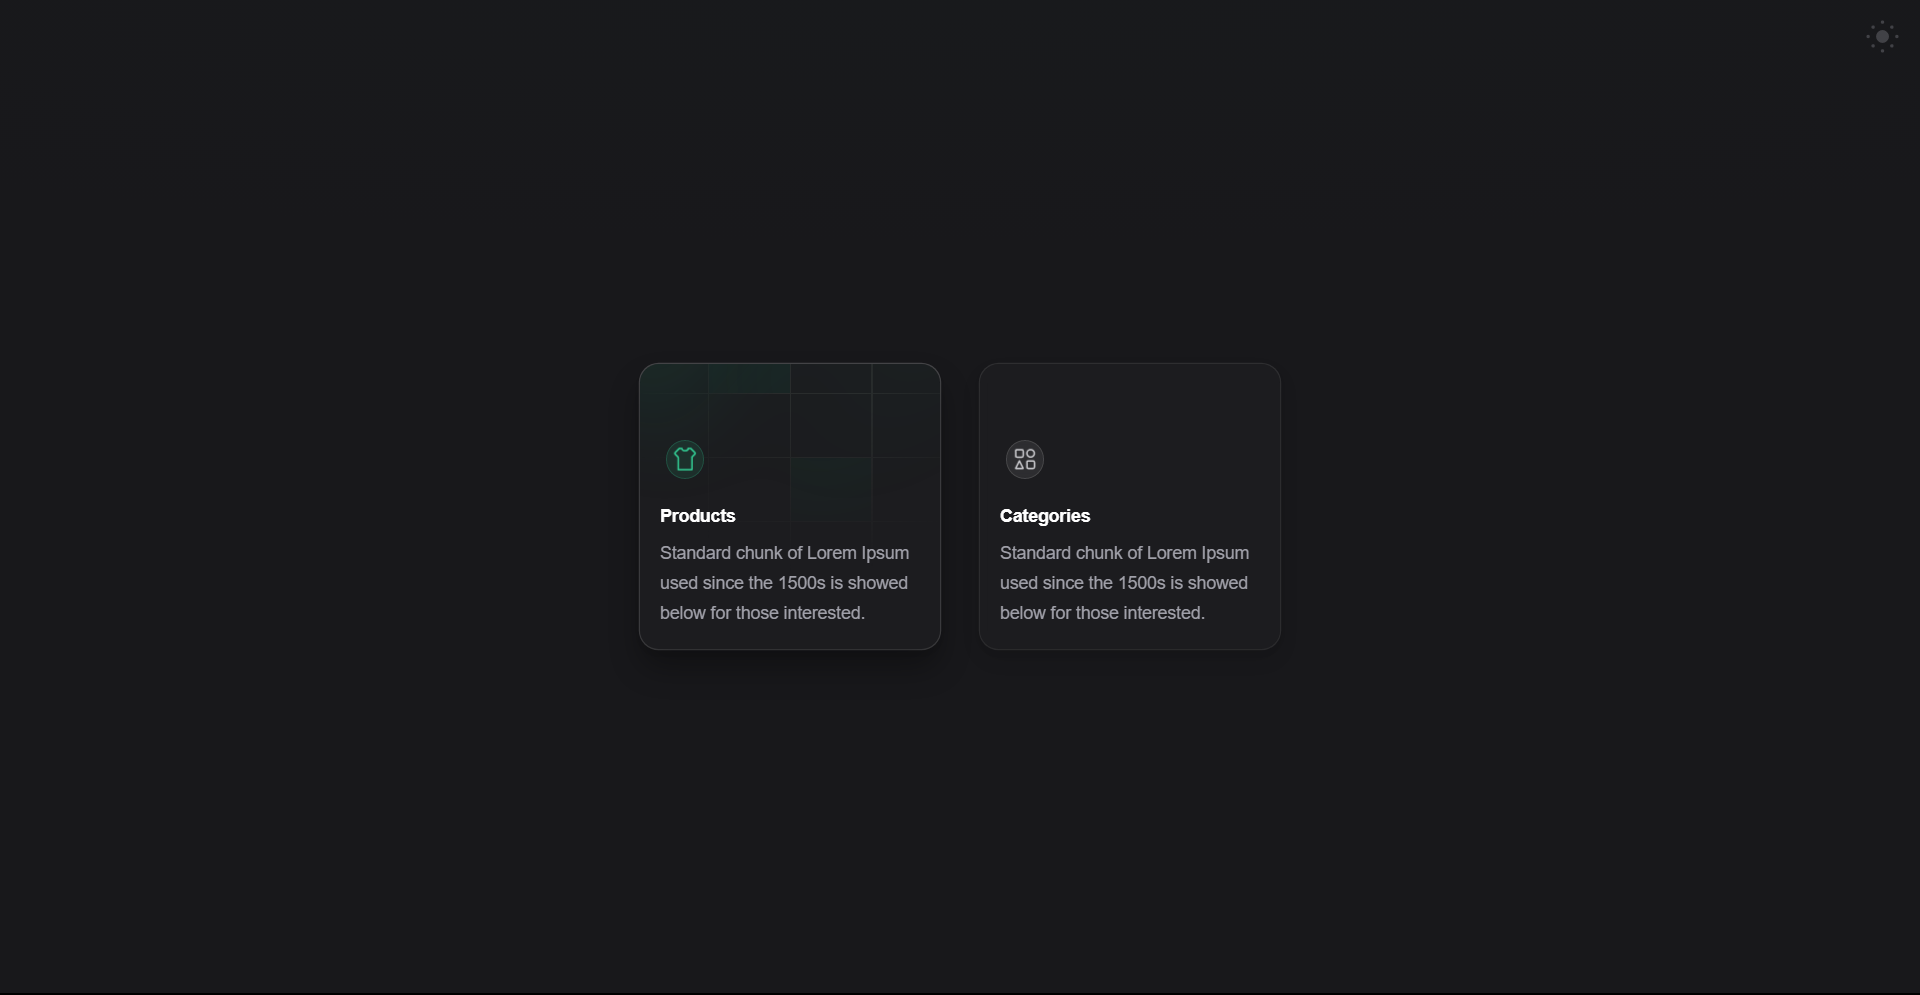 Products
Standard chunk of Lorem Ipsum
used since the 1500s is showed
below for those interested.
Categories
Standard chunk of Lorem Ipsum
used since the 1500s is showed
below for those interested.